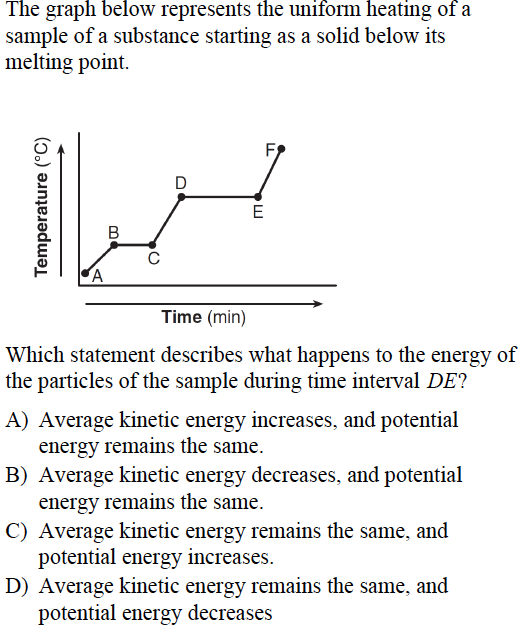 The graph below represents the uniform heating of a
sample of a substance starting as a solid below its
melting point.
Temperature (°C)
A
B
C
D
E
F
Time (min)
Which statement describes what happens to the energy of
the particles of the sample during time interval DE?
A) Average kinetic energy increases, and potential
energy remains the same.
B) Average kinetic energy decreases, and potential
energy remains the same.
C) Average kinetic energy remains the same, and
potential energy increases.
D) Average kinetic energy remains the same, and
potential energy decreases